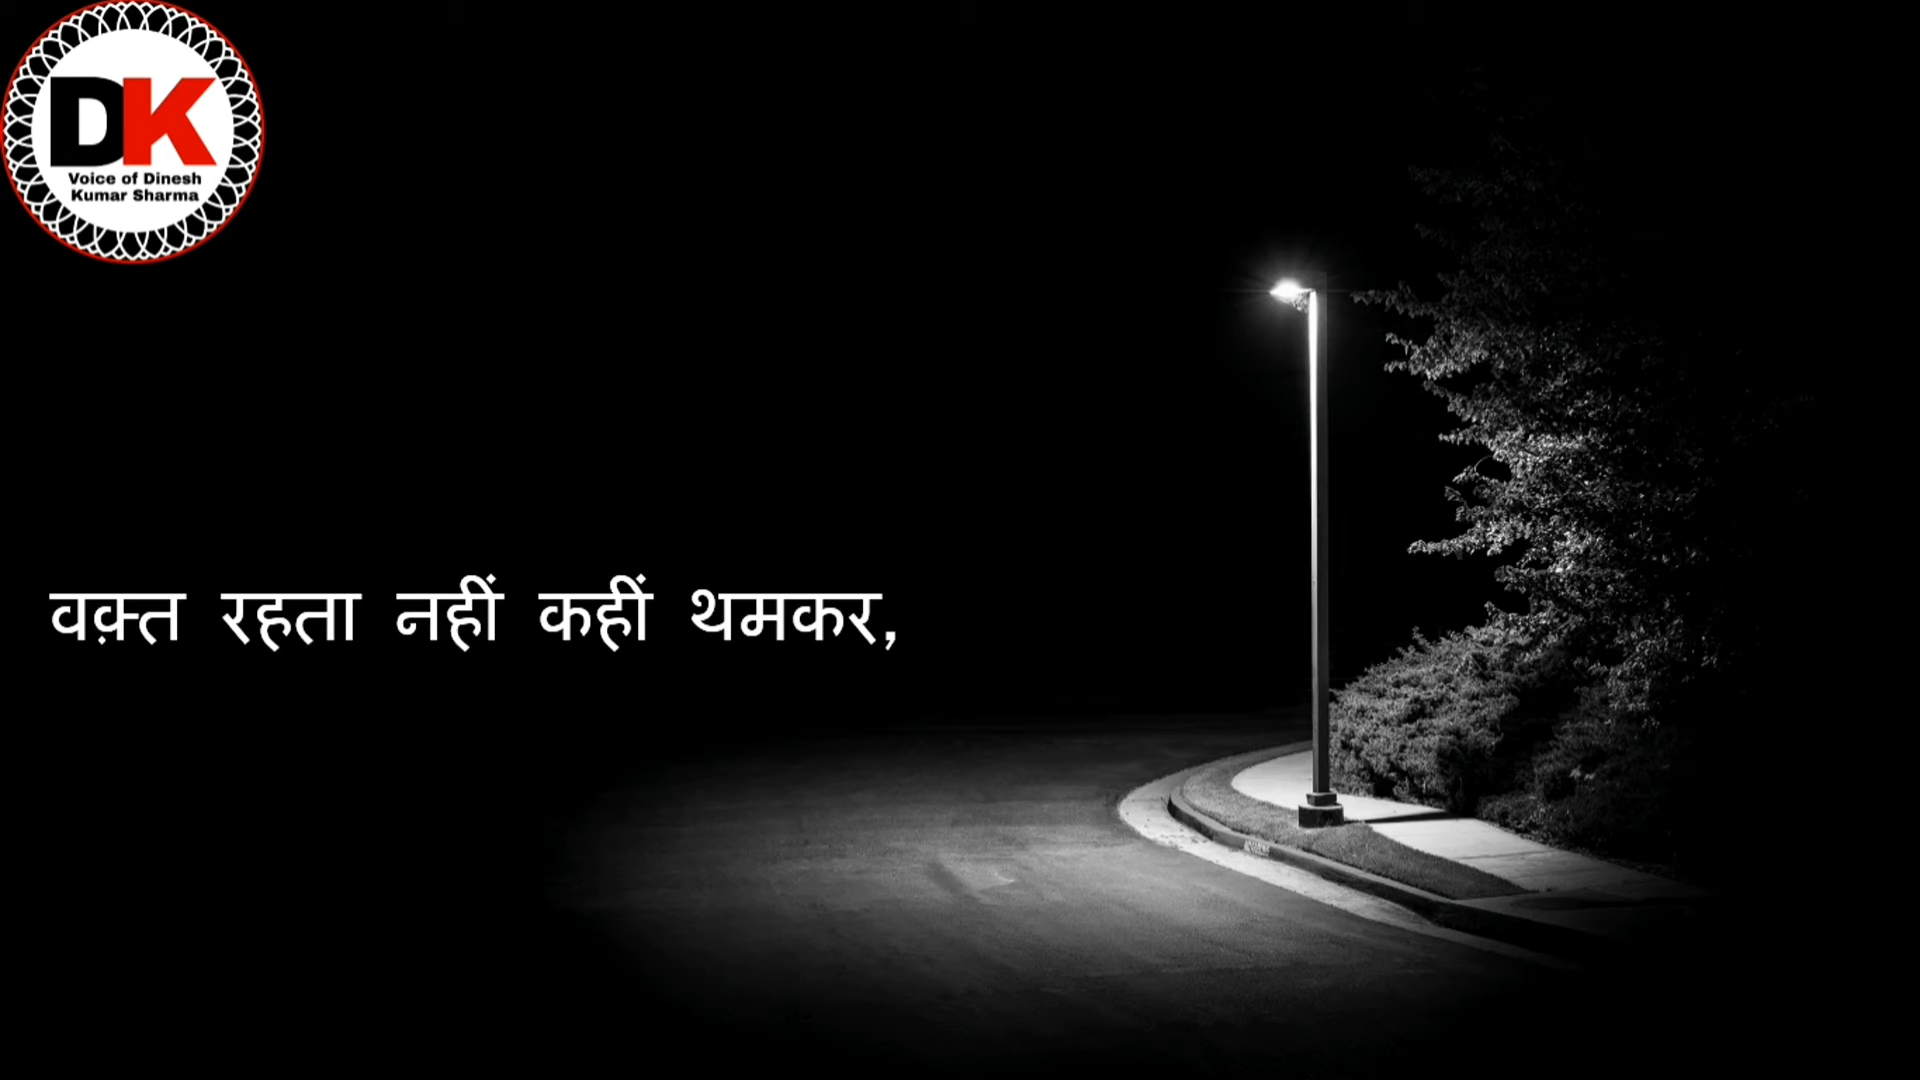 DK
Voice of Dinesh
Kumar Sharma
वक़्त रहता नहीं कहीं थमकर,